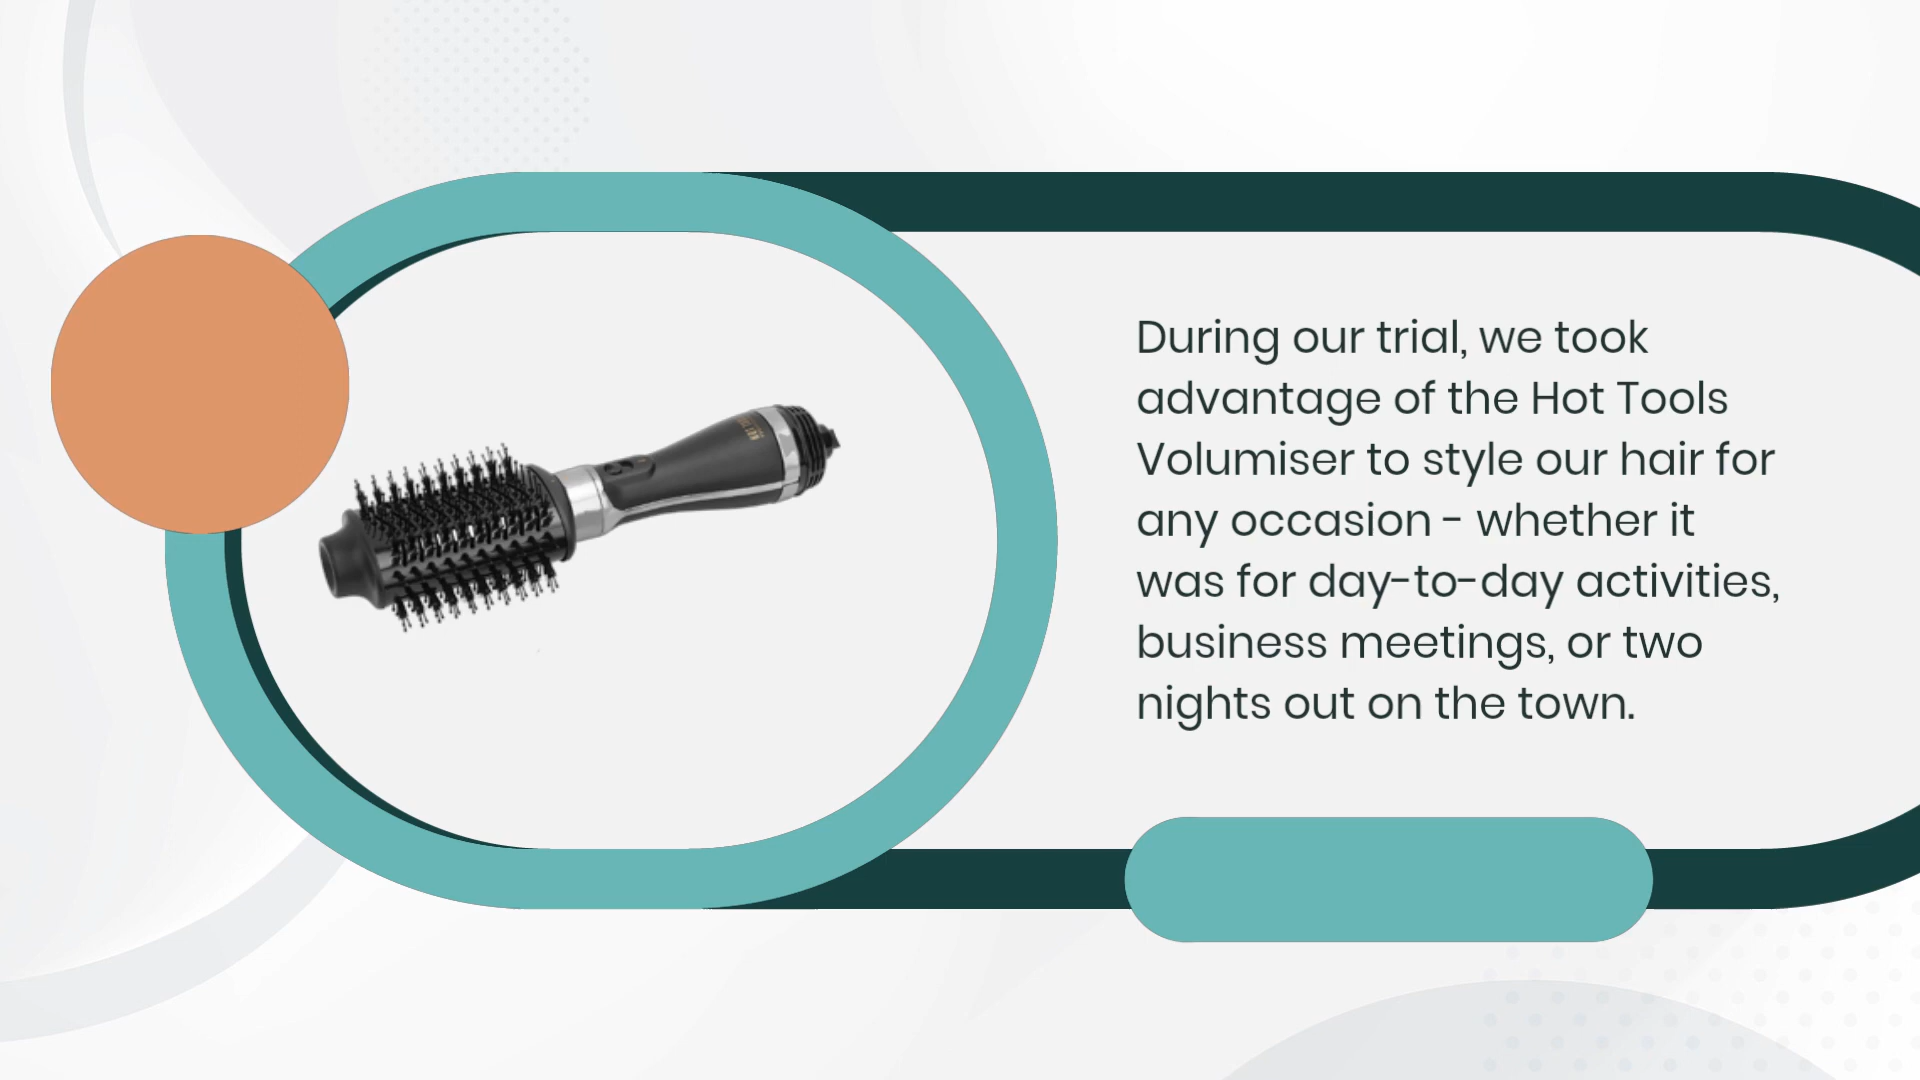 During our trial, we took
advantage of the Hot Tools
Volumiser to style our hair for
any occasion - whether it
was for day-to-day activities,
business meetings, or two
nights out on the town.